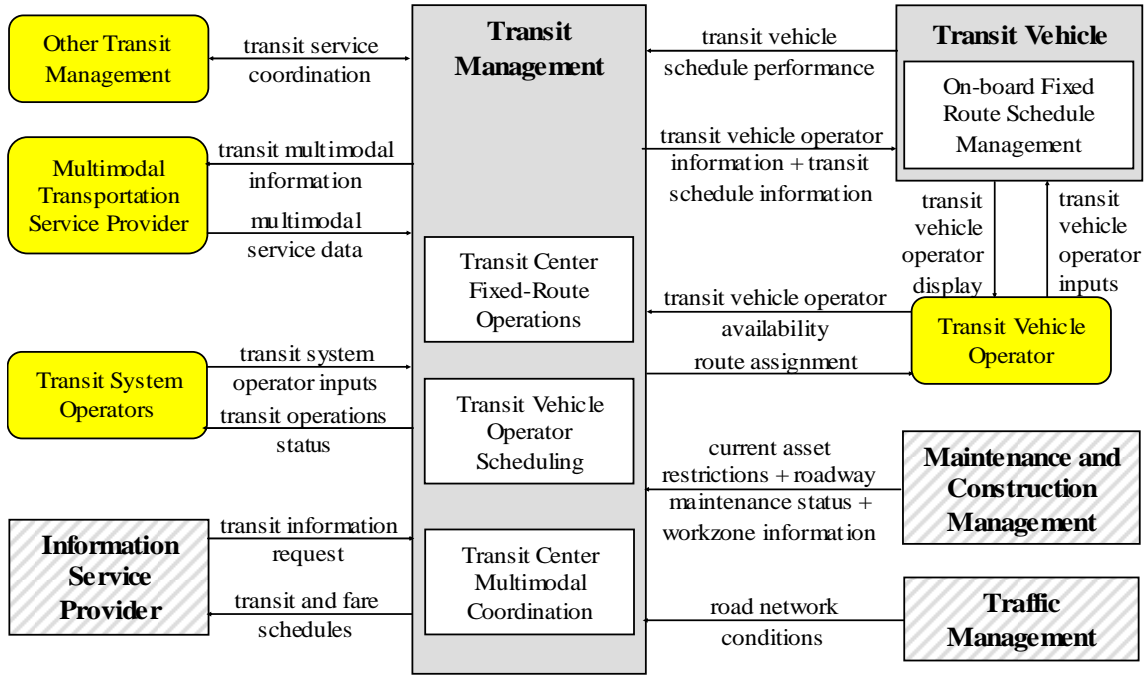 Other Transit
Management
transit service
coordination
Multimodal
Transportation
Service Provider
transit multimodal
information
multimodal
service data
Transit System
Operators
transit system
operator inputs
transit operations
status
Information
Service
Provider
transit information
request
transit and fare
schedules
Transit
Management
Transit Center
Fixed-Route
Operations
Transit Vehicle
Operator
Scheduling
Transit Center
Multimodal
Coordination
transit vehicle
schedule performance
transit vehicle operator
information + transit
schedule information
transit vehicle operator
availability
route assignment
current asset
restrictions + roadway
maintenance status +
workzone information
road network
conditions
Transit Vehicle
On-board Fixed
Route Schedule
Management
transit
vehicle
operator
display
transit
vehicle
operator
inputs
Transit Vehicle
Operator
Maintenance and
Construction
Management
Traffic
Management